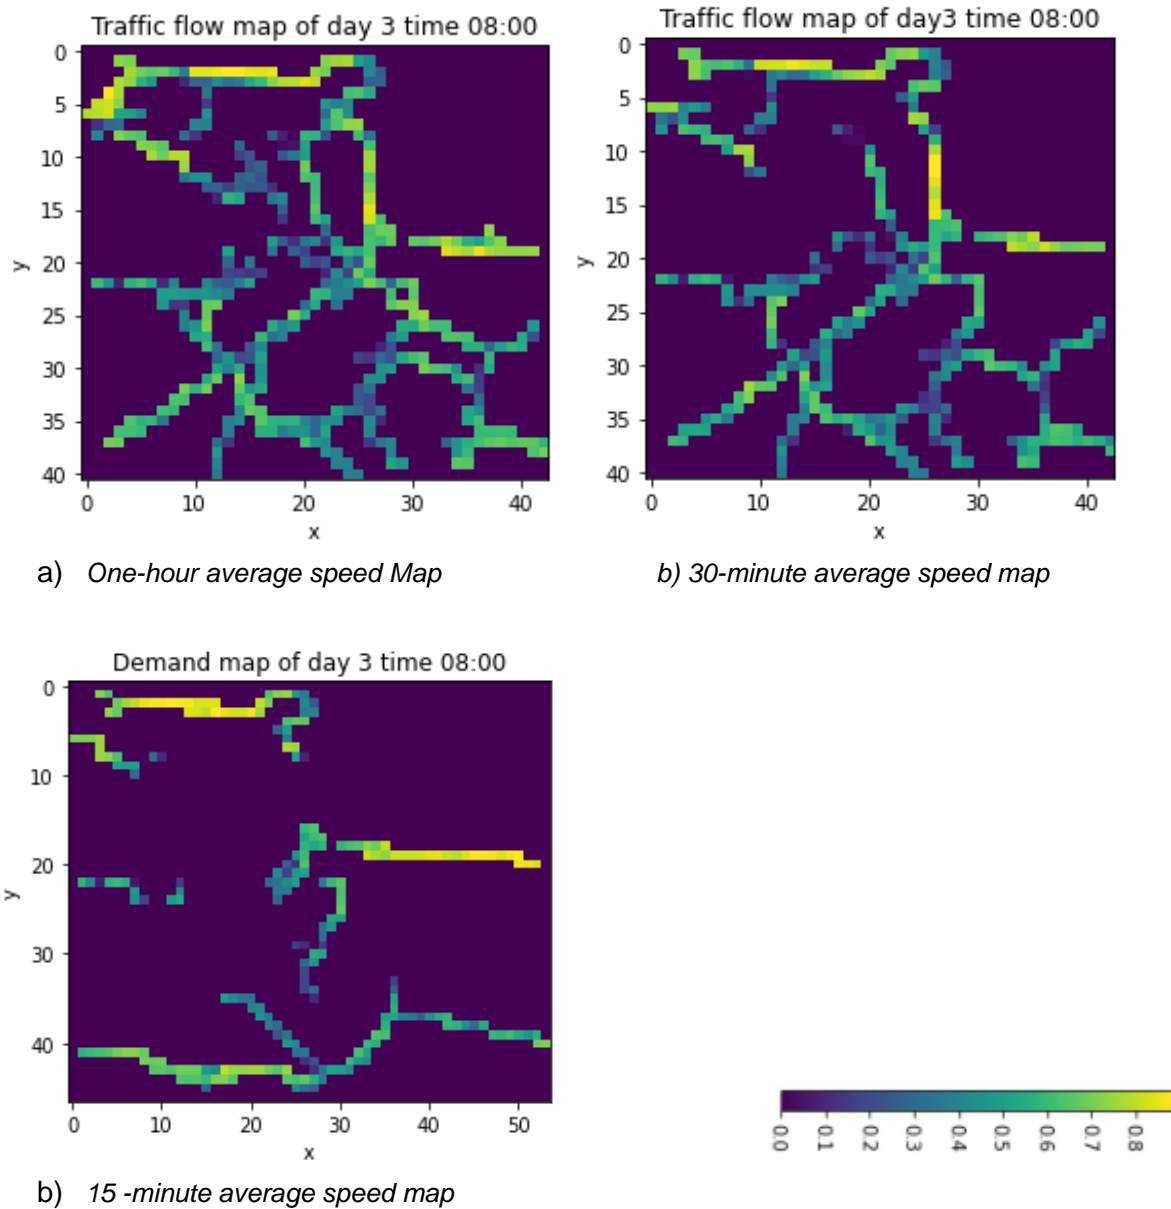 Traffic flow map of day 3 time 08:00
0
5
10
15
20
25
30
35
40
y
0 10 20 30 40
x
a) One-hour average speed Map
Traffic flow map of day3 time 08:00
0
5
10
15
20
25
30
35
40
y
0 10 20 30 40
x
b) 30-minute average speed map
Demand map of day 3 time 08:00
0
10
20
30
40
y
0 10 20 30 40 50
x
b) 15 -minute average speed map
0.0 0.1 0.2 0.3 0.4 0.5 0.6 0.7 0.8